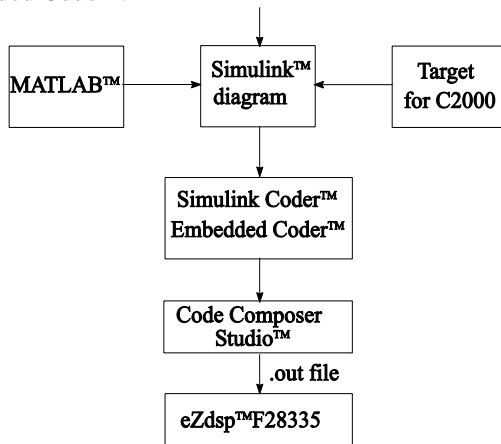 MATLAB™
Simulink™
diagram
Target
for C2000
Simulink Coder™
Embedded Coder™
Code Composer
Studio™
.out file
eZdsp™F28335